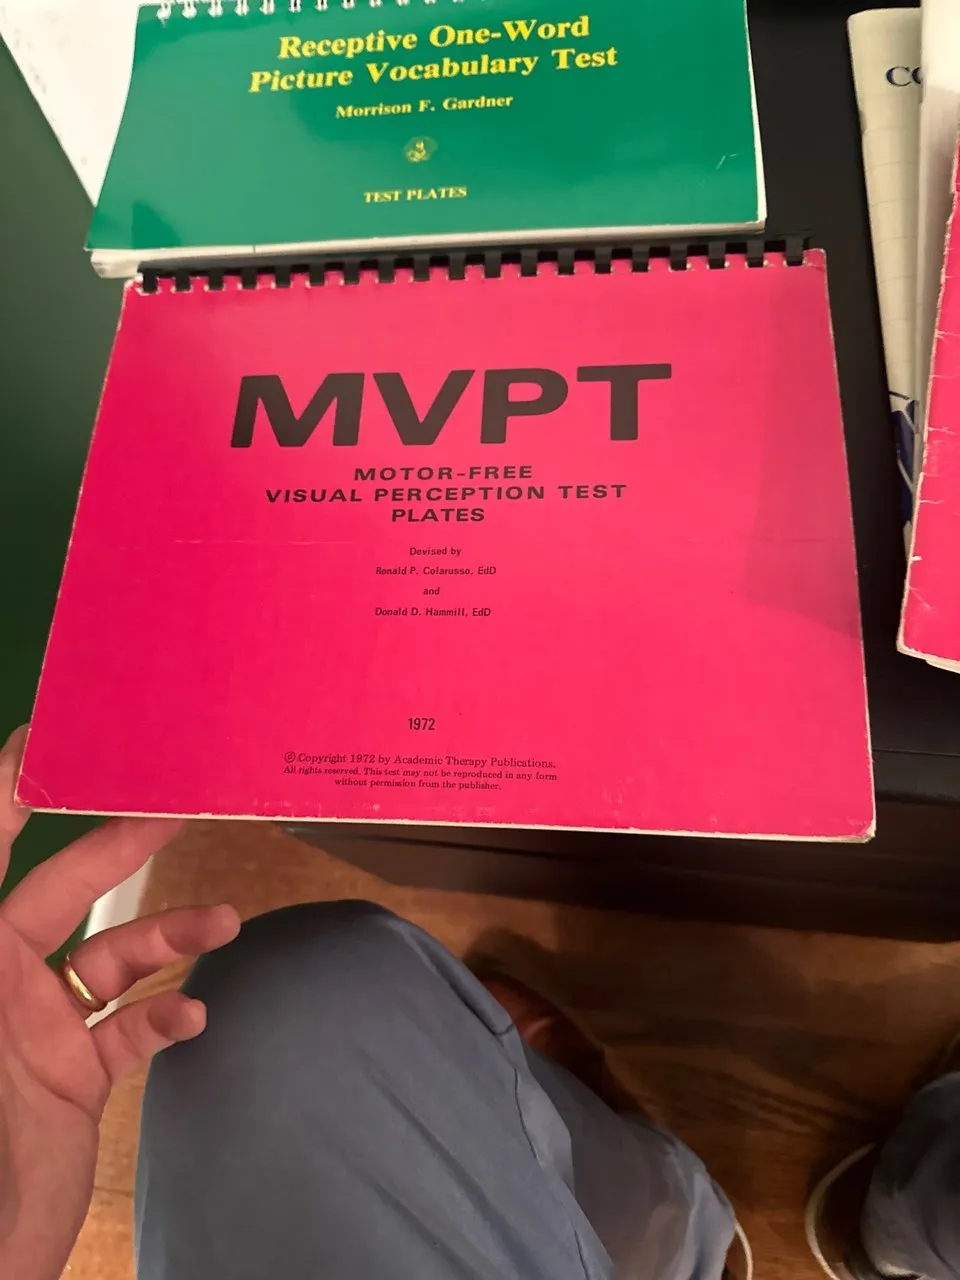 Receptive One-Word
Picture Vocabulary Test
Morrison F. Gardner
TEST PLATES
MVPT
MOTOR-FREE
VISUAL PERCEPTION TEST
PLATES
Devised by
Ronald P. Colarusso, EdD
and
Donald D. Hammill, EdD
1972
© Copyright 1972 by Academic Therapy Publications.
All rights reserved. This test may not be reproduced in any form
without permission from the publisher.